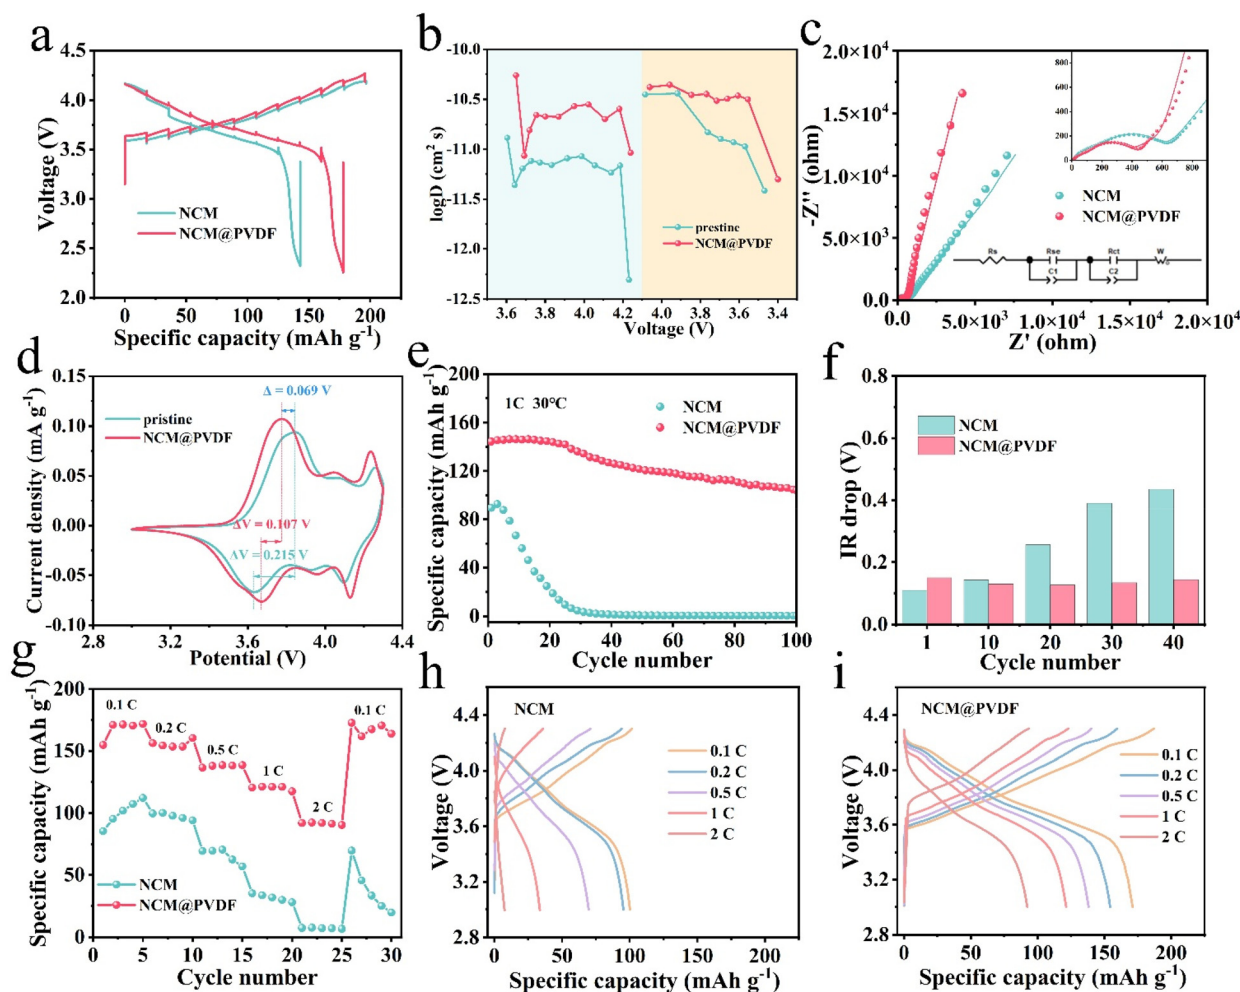 a
4.5
4.0
3.5
3.0
2.5
2.0
Voltage (V)
NCM
NCM@PVDF
0
50
100
150
200
Specific capacity (mAh g⁻¹)
b
-10.0
-10.5
-11.0
-11.5
-12.0
-12.5
logD (cm² s)
prestine
NCM@PVDF
3.6
3.8
4.0
4.2
4.0
3.8
3.6
3.4
Voltage (V)
c
2.0×10⁴
1.5×10⁴
1.0×10⁴
5.0×10³
0.0
-Z'' (ohm)
800
600
400
200
0
0
200
400
600
800
NCM
NCM@PVDF
Rs
Rse
Rct
W
C1
C2
0.0
5.0×10³
1.0×10⁴
1.5×10⁴
2.0×10⁴
Z' (ohm)
d
0.15
0.10
0.05
0.00
-0.05
-0.10
Current density (mA g⁻¹)
Δ = 0.069 V
pristine
NCM@PVDF
ΔV = 0.107 V
ΔV = 0.215 V
2.8
3.2
3.6
4.0
4.4
Potential (V)
e
200
160
120
80
40
0
Specific capacity (mAh g⁻¹)
1C 30°C
NCM
NCM@PVDF
0
20
40
60
80
100
Cycle number
f
0.8
0.6
0.4
0.2
0.0
IR drop (V)
NCM
NCM@PVDF
1
10
20
30
40
Cycle number
g
200
150
100
50
0
Specific capacity (mAh g⁻¹)
0.1 C
0.2 C
0.5 C
1 C
2 C
0.1 C
NCM
NCM@PVDF
0
5
10
15
20
25
30
Cycle number
h
4.4
4.0
3.6
3.2
2.8
Voltage (V)
NCM
0.1 C
0.2 C
0.5 C
1 C
2 C
0
50
100
150
200
Specific capacity (mAh g⁻¹)
i
4.4
4.0
3.6
3.2
2.8
Voltage (V)
NCM@PVDF
0.1 C
0.2 C
0.5 C
1 C
2 C
0
50
100
150
200
Specific capacity (mAh g⁻¹)